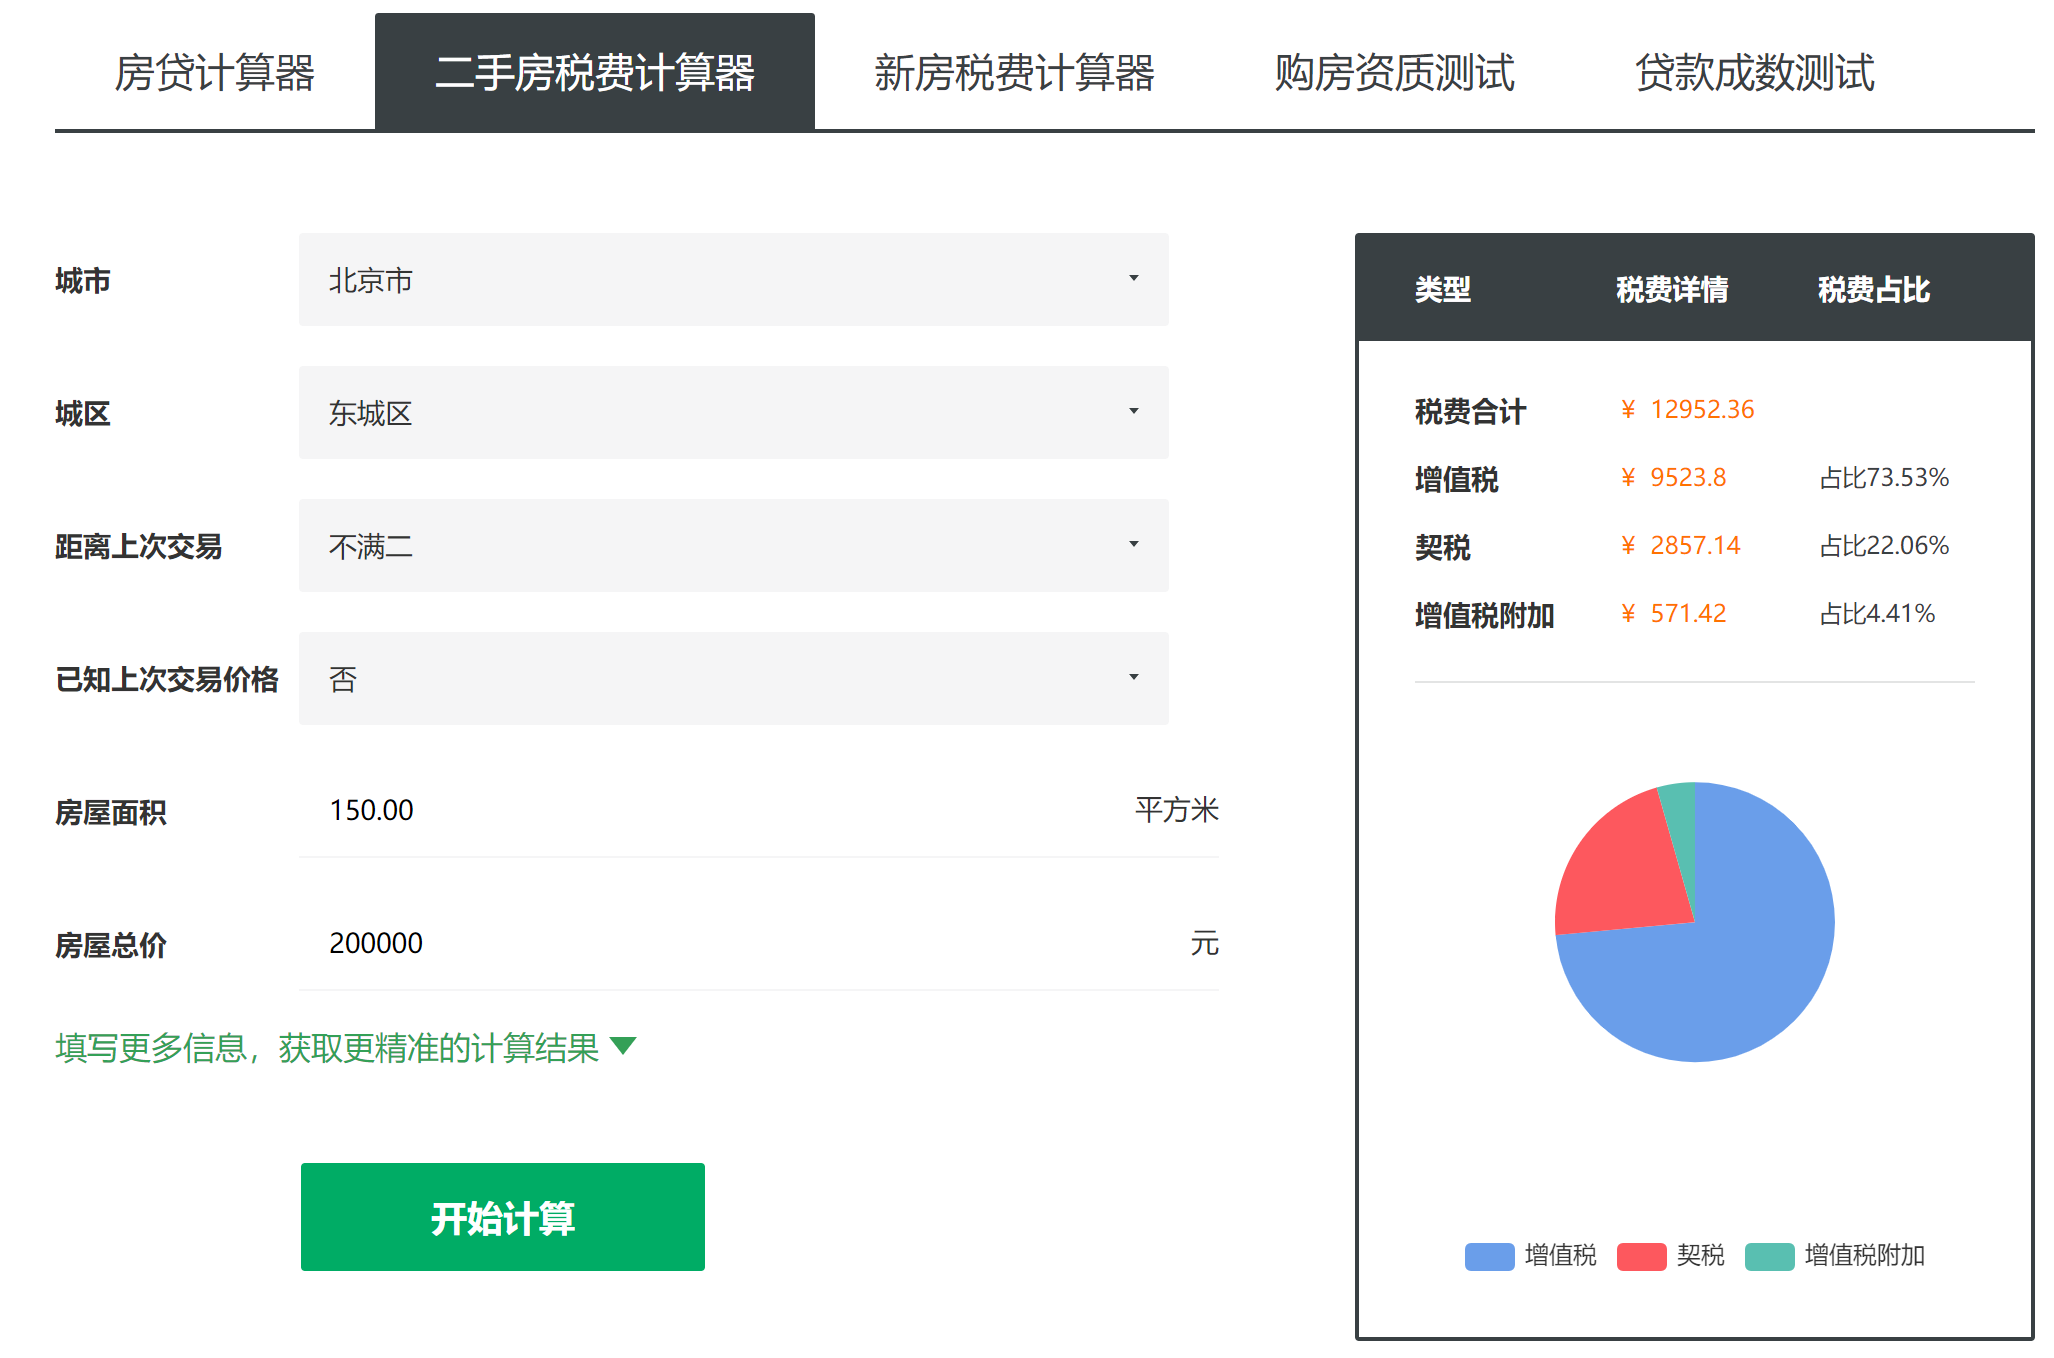 房贷计算器 二手房税费计算器 新房税费计算器 购房资质测试 贷款成数测试
城市 北京市
城区 东城区
距离上次交易 不满二
已知上次交易价格 否
房屋面积 150.00 平方米
房屋总价 200000 元
填写更多信息，获取更精准的计算结果
开始计算
类型 税费详情 税费占比
税费合计 ¥ 12952.36
增值税 ¥ 9523.8 占比73.53%
契税 ¥ 2857.14 占比22.06%
增值税附加 ¥ 571.42 占比4.41%
增值税 契税 增值税附加